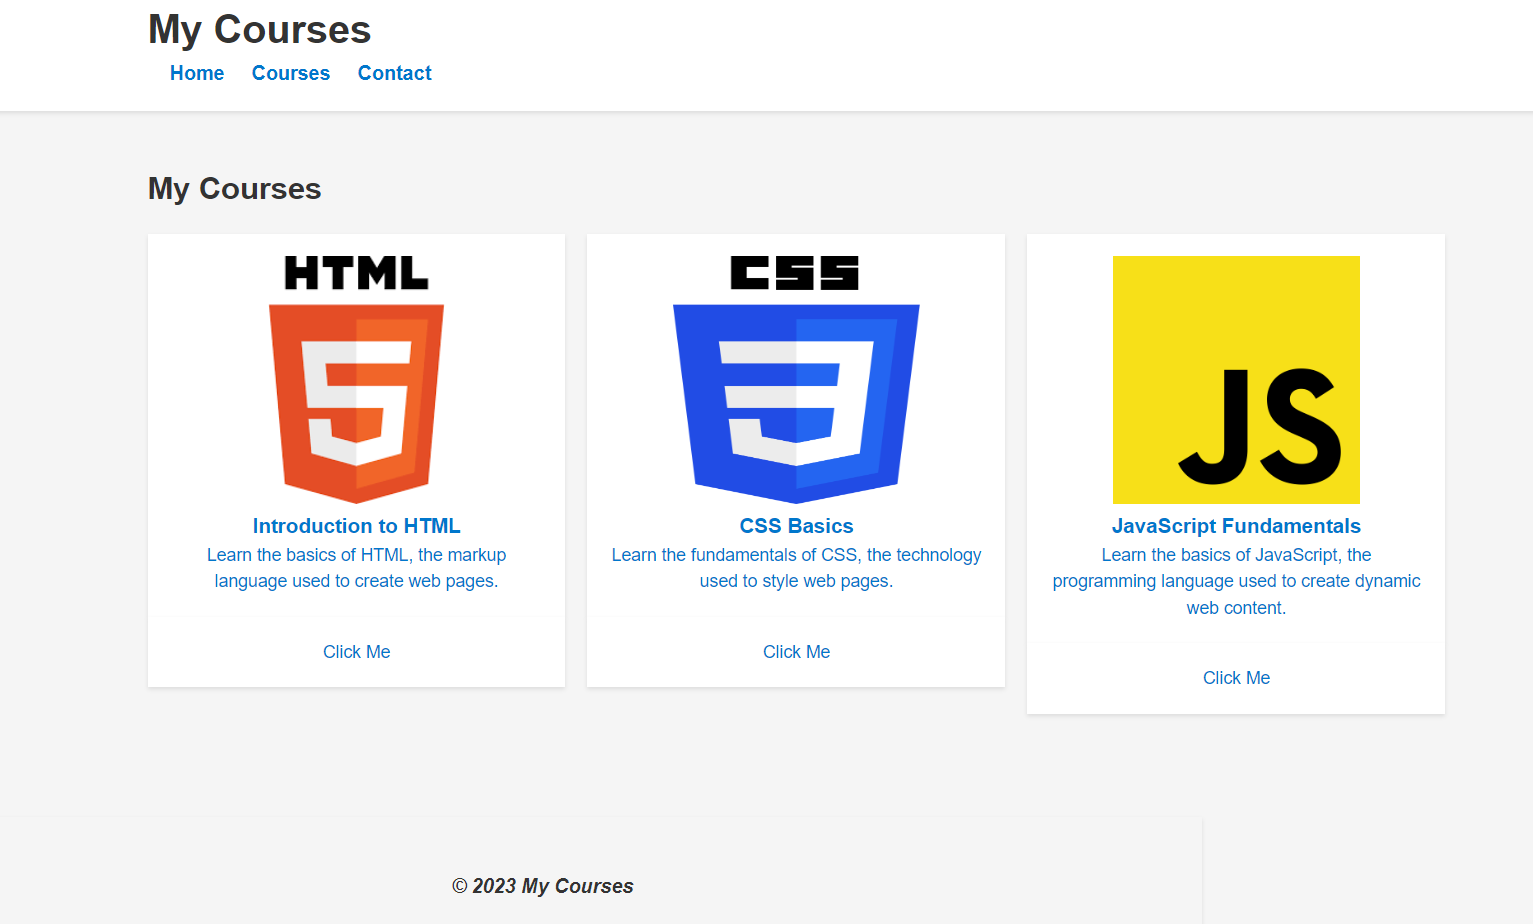 My Courses
Home Courses Contact
My Courses
HTML
5
Introduction to HTML
Learn the basics of HTML, the markup
language used to create web pages.
Click Me
CSS
3
CSS Basics
Learn the fundamentals of CSS, the technology
used to style web pages.
Click Me
JS
JavaScript Fundamentals
Learn the basics of JavaScript, the
programming language used to create dynamic
web content.
Click Me
© 2023 My Courses